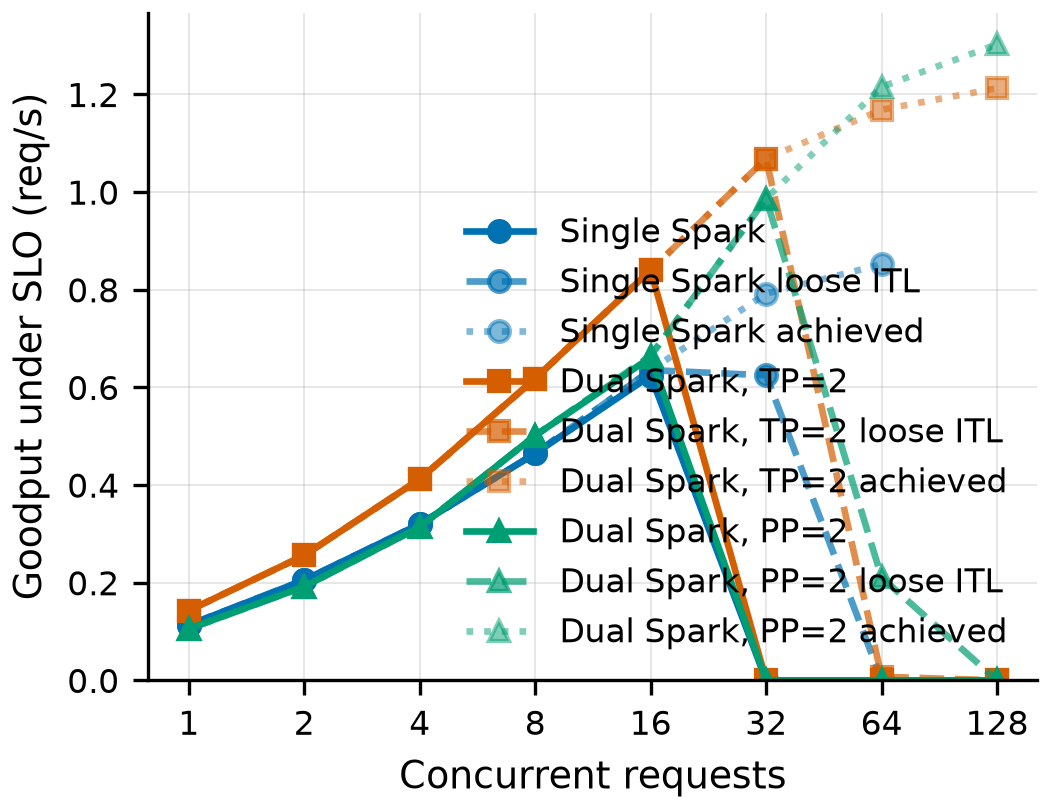 Goodput under SLO (req/s)
1.2
1.0
0.8
0.6
0.4
0.2
0.0
Single Spark
Single Spark loose ITL
Single Spark achieved
Dual Spark, TP=2
Dual Spark, TP=2 loose ITL
Dual Spark, TP=2 achieved
Dual Spark, PP=2
Dual Spark, PP=2 loose ITL
Dual Spark, PP=2 achieved
1 2 4 8 16 32 64 128
Concurrent requests